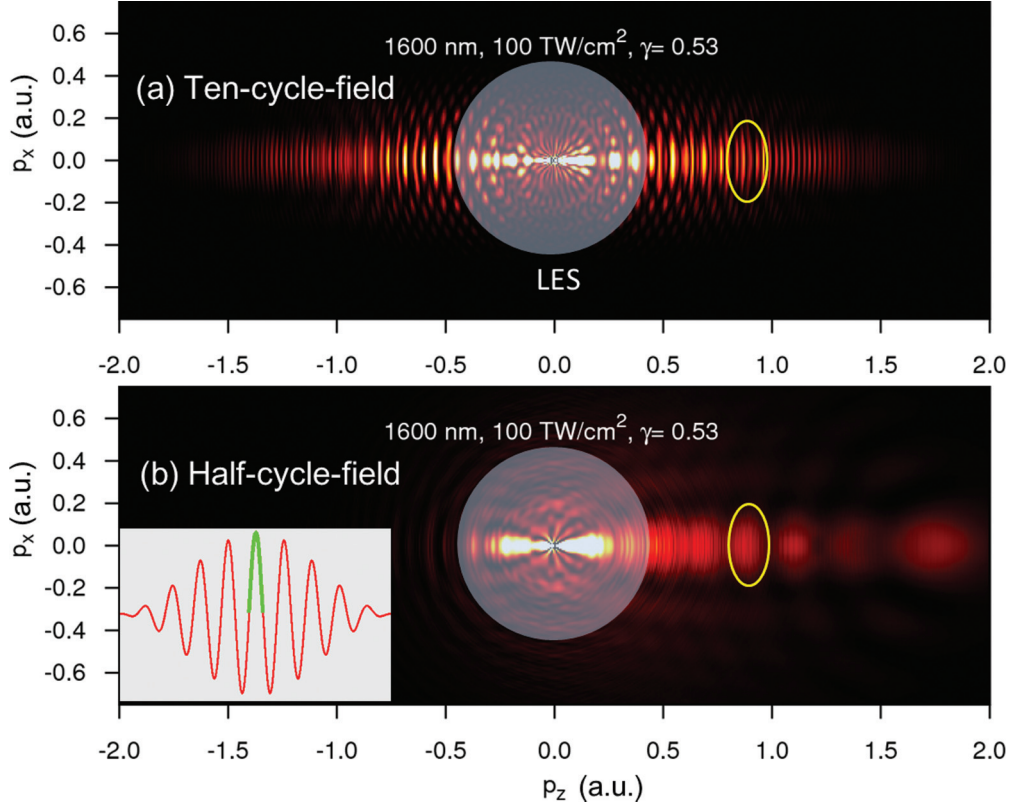 0.6
0.4
0.2
0.0
-0.2
-0.4
-0.6
pₓ (a.u.)
1600 nm, 100 TW/cm², γ= 0.53
(a) Ten-cycle-field
LES
-2.0 -1.5 -1.0 -0.5 0.0 0.5 1.0 1.5 2.0
0.6
0.4
0.2
0.0
-0.2
-0.4
-0.6
pₓ (a.u.)
1600 nm, 100 TW/cm², γ= 0.53
(b) Half-cycle-field
-2.0 -1.5 -1.0 -0.5 0.0 0.5 1.0 1.5 2.0
p_z (a.u.)